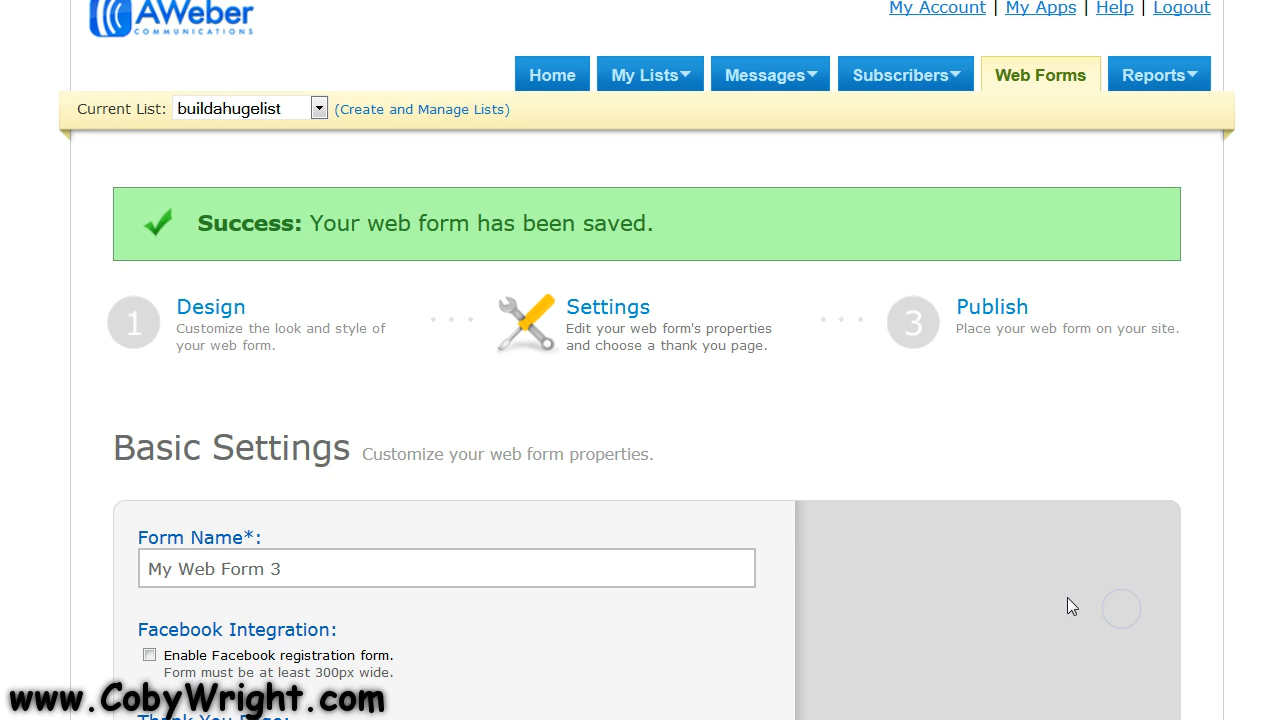 AWeber
COMMUNICATIONS
My Account | My Apps | Help | Logout
Home My Lists Messages Subscribers Web Forms Reports
Current List: buildahugelist (Create and Manage Lists)
Success: Your web form has been saved.
1 Design
Customize the look and style of
your web form.
Settings
Edit your web form's properties
and choose a thank you page.
3 Publish
Place your web form on your site.
Basic Settings Customize your web form properties.
Form Name*:
My Web Form 3
Facebook Integration:
Enable Facebook registration form.
Form must be at least 300px wide.
www.CobyWright.com
Thank You Page: